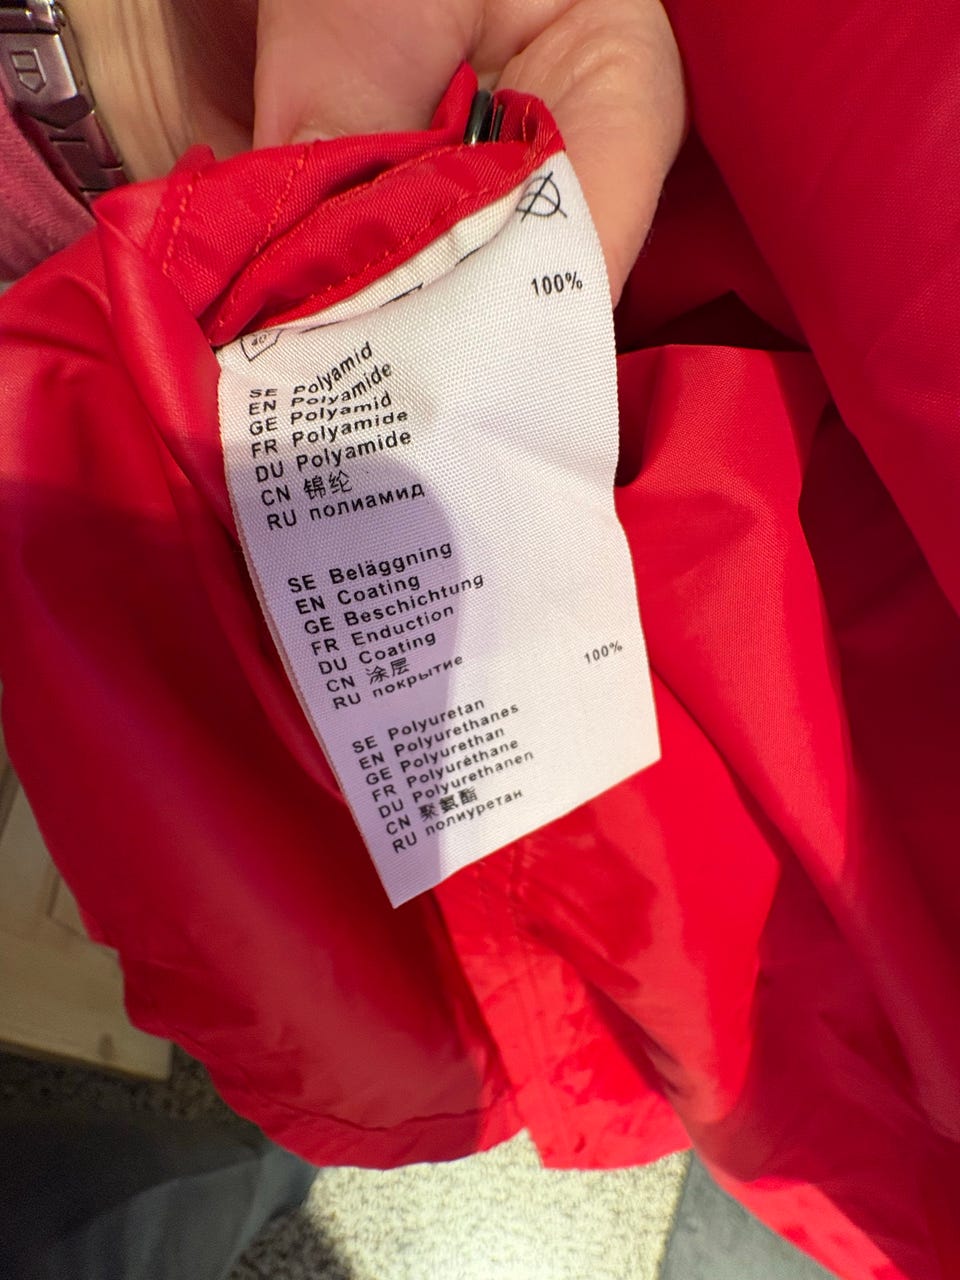 40
100%
SE Polyamid
EN Polyamide
GE Polyamid
FR Polyamide
DU Polyamide
CN 锦纶
RU полиамид
SE Beläggning
EN Coating
GE Beschichtung
FR Enduction
DU Coating
CN 涂层
RU покрытие
100%
SE Polyuretan
EN Polyurethanes
GE Polyurethan
FR Polyuréthane
DU Polyurethanen
CN 聚氨酯
RU полиуретан